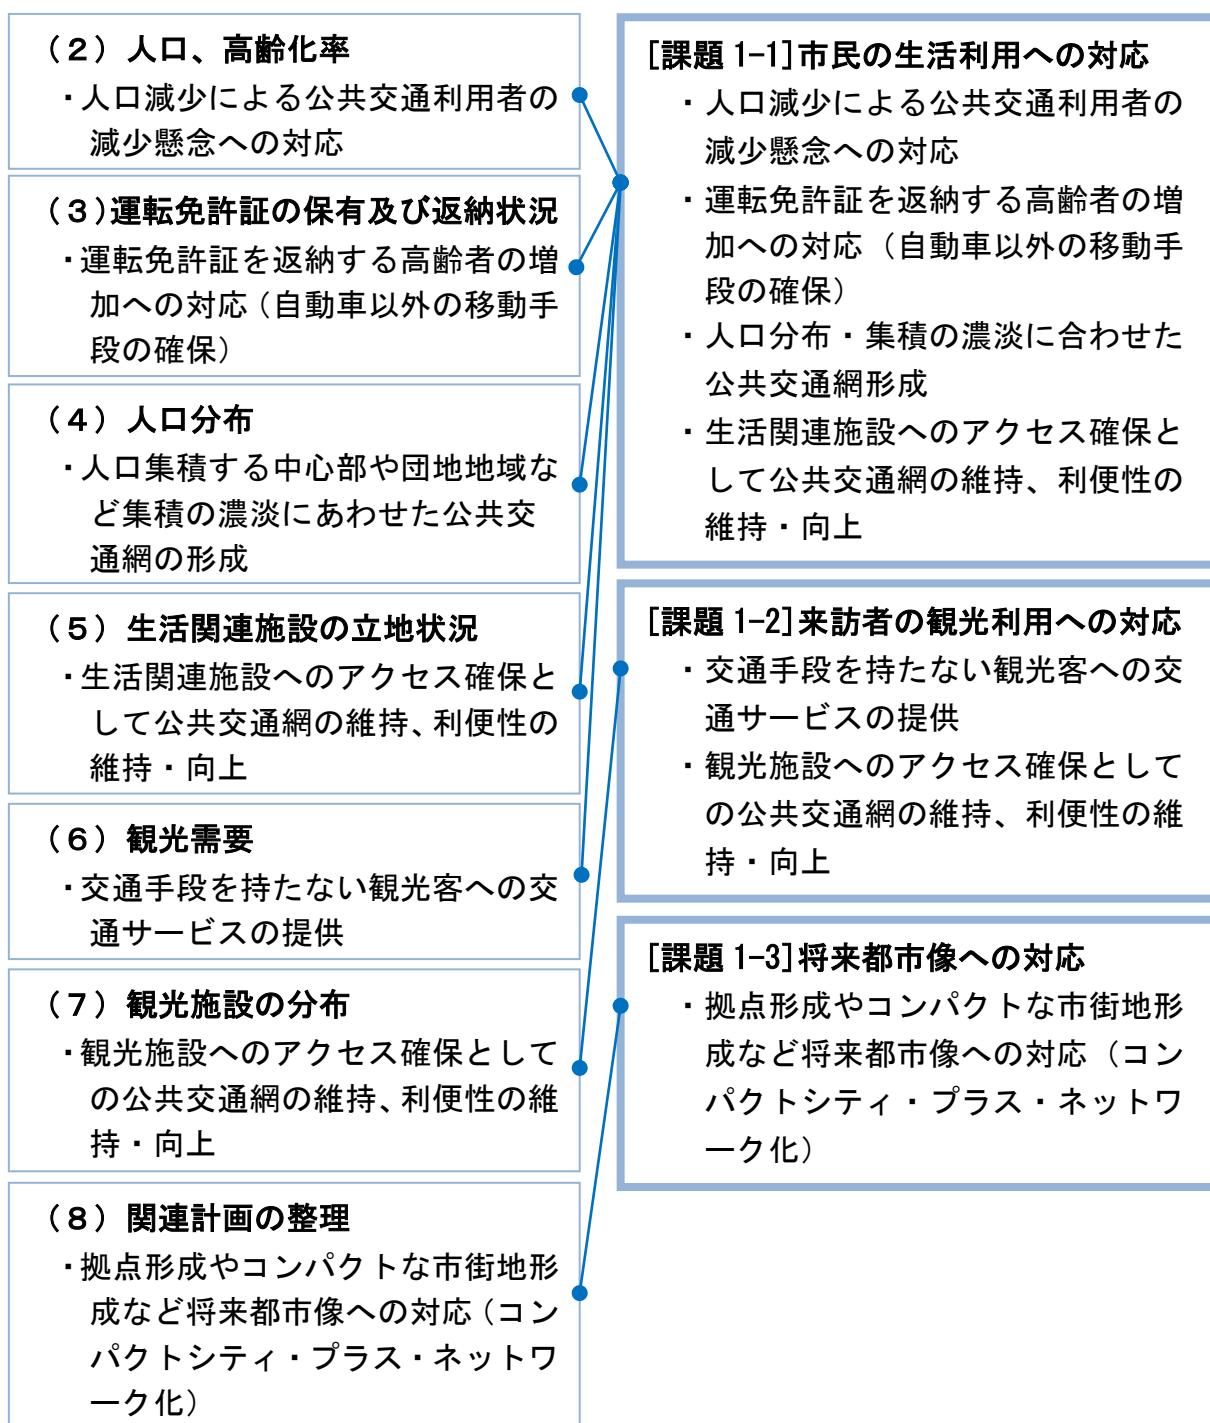 （２）人口、高齢化率
・人口減少による公共交通利用者の
減少懸念への対応
（３）運転免許証の保有及び返納状況
・運転免許証を返納する高齢者の増
加への対応（自動車以外の移動手
段の確保）
（４）人口分布
・人口集積する中心部や団地地域な
ど集積の濃淡にあわせた公共交
通網の形成
（５）生活関連施設の立地状況
・生活関連施設へのアクセス確保と
して公共交通網の維持、利便性の
維持・向上
（６）観光需要
・交通手段を持たない観光客への交
通サービスの提供
（７）観光施設の分布
・観光施設へのアクセス確保として
の公共交通網の維持、利便性の維
持・向上
（８）関連計画の整理
・拠点形成やコンパクトな市街地形
成など将来都市像への対応（コン
パクトシティ・プラス・ネットワ
ーク化）
[課題 1-1]市民の生活利用への対応
・人口減少による公共交通利用者の
減少懸念への対応
・運転免許証を返納する高齢者の増
加への対応（自動車以外の移動手
段の確保）
・人口分布・集積の濃淡に合わせた
公共交通網形成
・生活関連施設へのアクセス確保と
して公共交通網の維持、利便性の
維持・向上
[課題 1-2]来訪者の観光利用への対応
・交通手段を持たない観光客への交
通サービスの提供
・観光施設へのアクセス確保として
の公共交通網の維持、利便性の維
持・向上
[課題 1-3]将来都市像への対応
・拠点形成やコンパクトな市街地形
成など将来都市像への対応（コン
パクトシティ・プラス・ネットワ
ーク化）